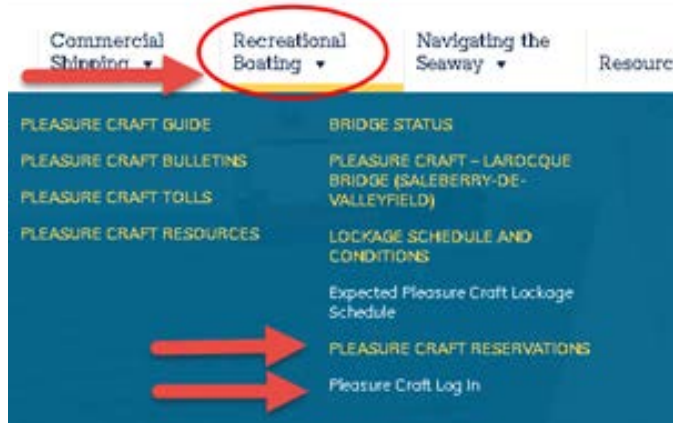 Commercial
Shipping ▾
Recreational
Boating ▾
Navigating the
Seaway ▾
Resourc
PLEASURE CRAFT GUIDE
PLEASURE CRAFT BULLETINS
PLEASURE CRAFT TOLLS
PLEASURE CRAFT RESOURCES
BRIDGE STATUS
PLEASURE CRAFT – LAROCQUE
BRIDGE (SALEBERRY-DE-
VALLEYFIELD)
LOCKAGE SCHEDULE AND
CONDITIONS
Expected Pleasure Craft Lockage
Schedule
PLEASURE CRAFT RESERVATIONS
Pleasure Craft Log In